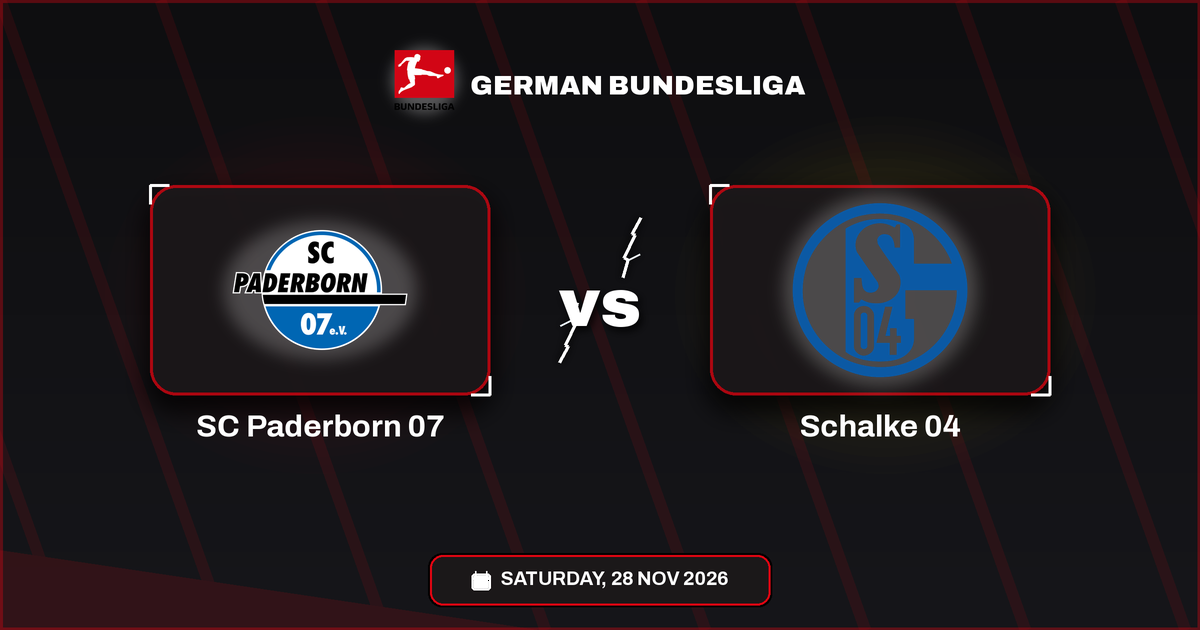 BUNDESLIGA
GERMAN BUNDESLIGA
SC
PADERBORN
07 e.V.
VS
S
04
SC Paderborn 07
Schalke 04
SATURDAY, 28 NOV 2026